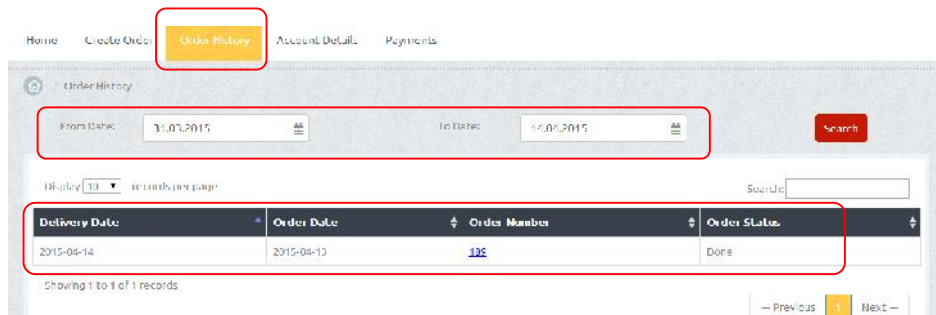 Home Create Order Order History Account Details Payments
/ Order History
From Date: 31.03.2015 To Date: 14.04.2015 Search
Display 10 records per page Search:
Delivery Date Order Date Order Number Order Status
2015-04-14 2015-04-13 189 Done
Showing 1 to 1 of 1 records
— Previous 1 Next —